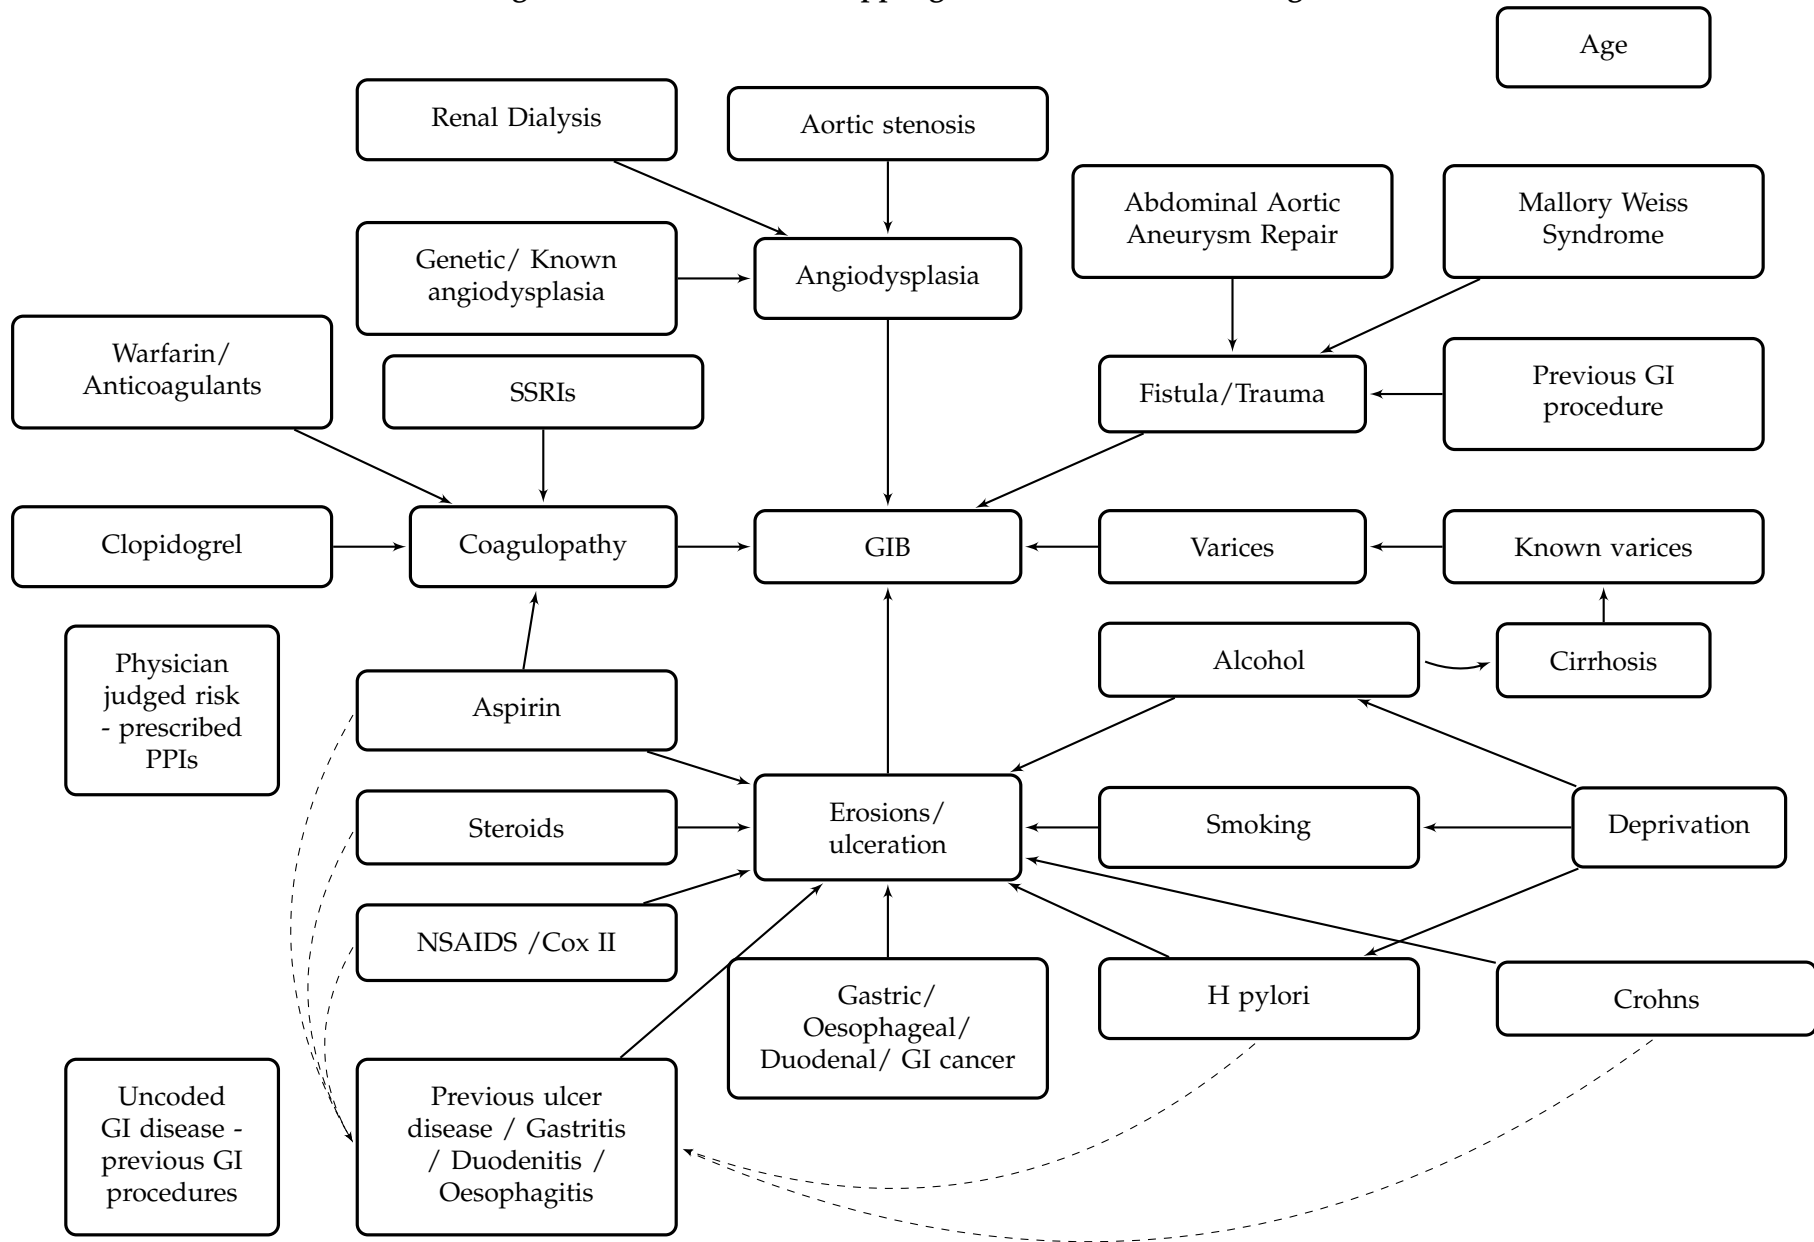 Age
Renal Dialysis
Aortic stenosis
Abdominal Aortic
Aneurysm Repair
Mallory Weiss
Syndrome
Genetic/ Known
angiodysplasia
Angiodysplasia
Warfarin/
Anticoagulants
SSRIs
Fistula/Trauma
Previous GI
procedure
Clopidogrel
Coagulopathy
GIB
Varices
Known varices
Physician
judged risk
- prescribed
PPIs
Aspirin
Alcohol
Cirrhosis
Steroids
Erosions/
ulceration
Smoking
Deprivation
NSAIDS /Cox II
Gastric/
Oesophageal/
Duodenal/ GI cancer
H pylori
Crohns
Uncoded
GI disease -
previous GI
procedures
Previous ulcer
disease / Gastritis
/ Duodenitis /
Oesophagitis